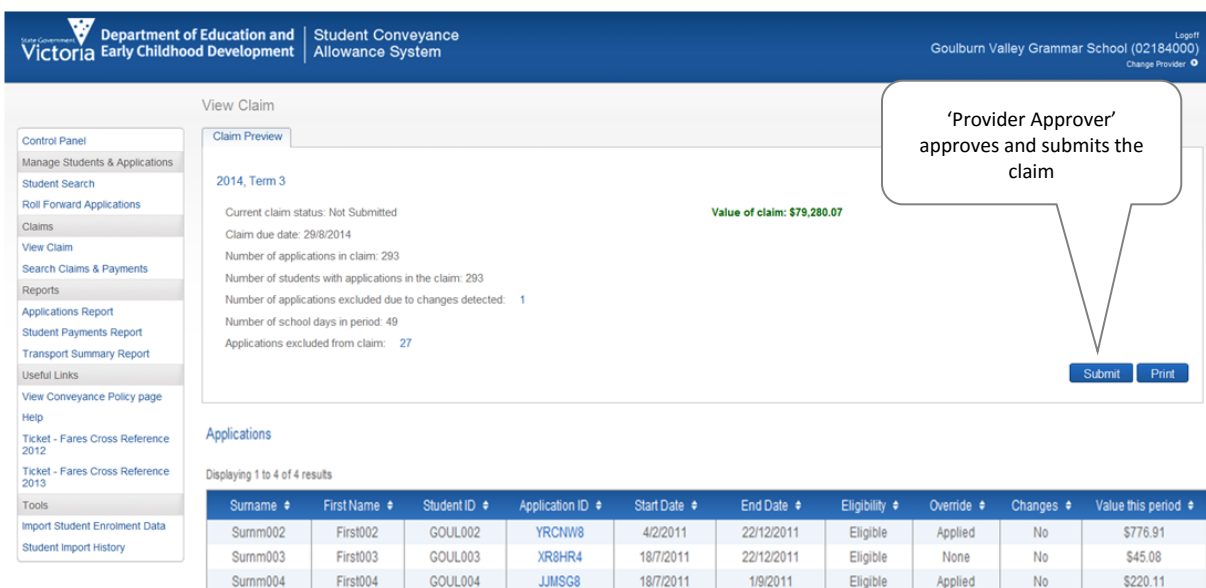 State Government
Victoria
Department of Education and
Early Childhood Development
Student Conveyance
Allowance System
Logoff
Goulburn Valley Grammar School (02184000)
Change Provider
View Claim
'Provider Approver'
approves and submits the
claim
Control Panel
Manage Students & Applications
Student Search
Roll Forward Applications
Claims
View Claim
Search Claims & Payments
Reports
Applications Report
Student Payments Report
Transport Summary Report
Useful Links
View Conveyance Policy page
Help
Ticket - Fares Cross Reference
2012
Ticket - Fares Cross Reference
2013
Tools
Import Student Enrolment Data
Student Import History
Claim Preview
2014, Term 3
Current claim status: Not Submitted
Value of claim: $79,280.07
Claim due date: 29/8/2014
Number of applications in claim: 293
Number of students with applications in the claim: 293
Number of applications excluded due to changes detected: 1
Number of school days in period: 49
Applications excluded from claim: 27
Submit Print
Applications
Displaying 1 to 4 of 4 results
Surname First Name Student ID Application ID Start Date End Date Eligibility Override Changes Value this period
Surnm002 First002 GOUL002 YRCNW8 4/2/2011 22/12/2011 Eligible Applied No $776.91
Surnm003 First003 GOUL003 XR8HR4 18/7/2011 22/12/2011 Eligible None No $45.08
Surnm004 First004 GOUL004 JJMSG8 18/7/2011 1/9/2011 Eligible Applied No $220.11